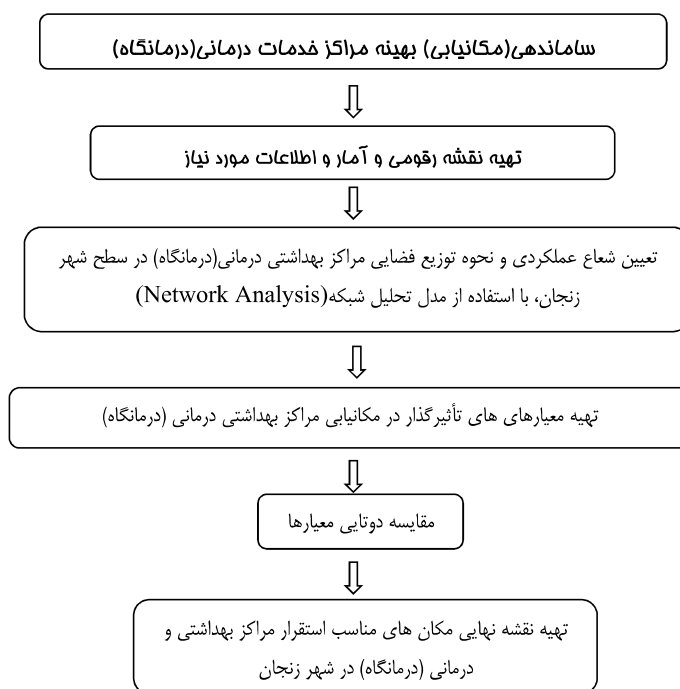 ساماندهی(مکانیابی) بهینه مراکز خدمات درمانی(درمانگاه)
تهیه نقشه رقومی و آمار و اطلاعات مورد نیاز
تعیین شعاع عملکردی و نحوه توزیع فضایی مراکز بهداشتی درمانی(درمانگاه) در سطح شهر
زنجان، با استفاده از مدل تحلیل شبکه(Network Analysis)
تهیه معیارهای های تأثیرگذار در مکانیابی مراکز بهداشتی درمانی (درمانگاه)
مقایسه دوتایی معیارها
تهیه نقشه نهایی مکان های مناسب استقرار مراکز بهداشتی و
درمانی (درمانگاه) در شهر زنجان